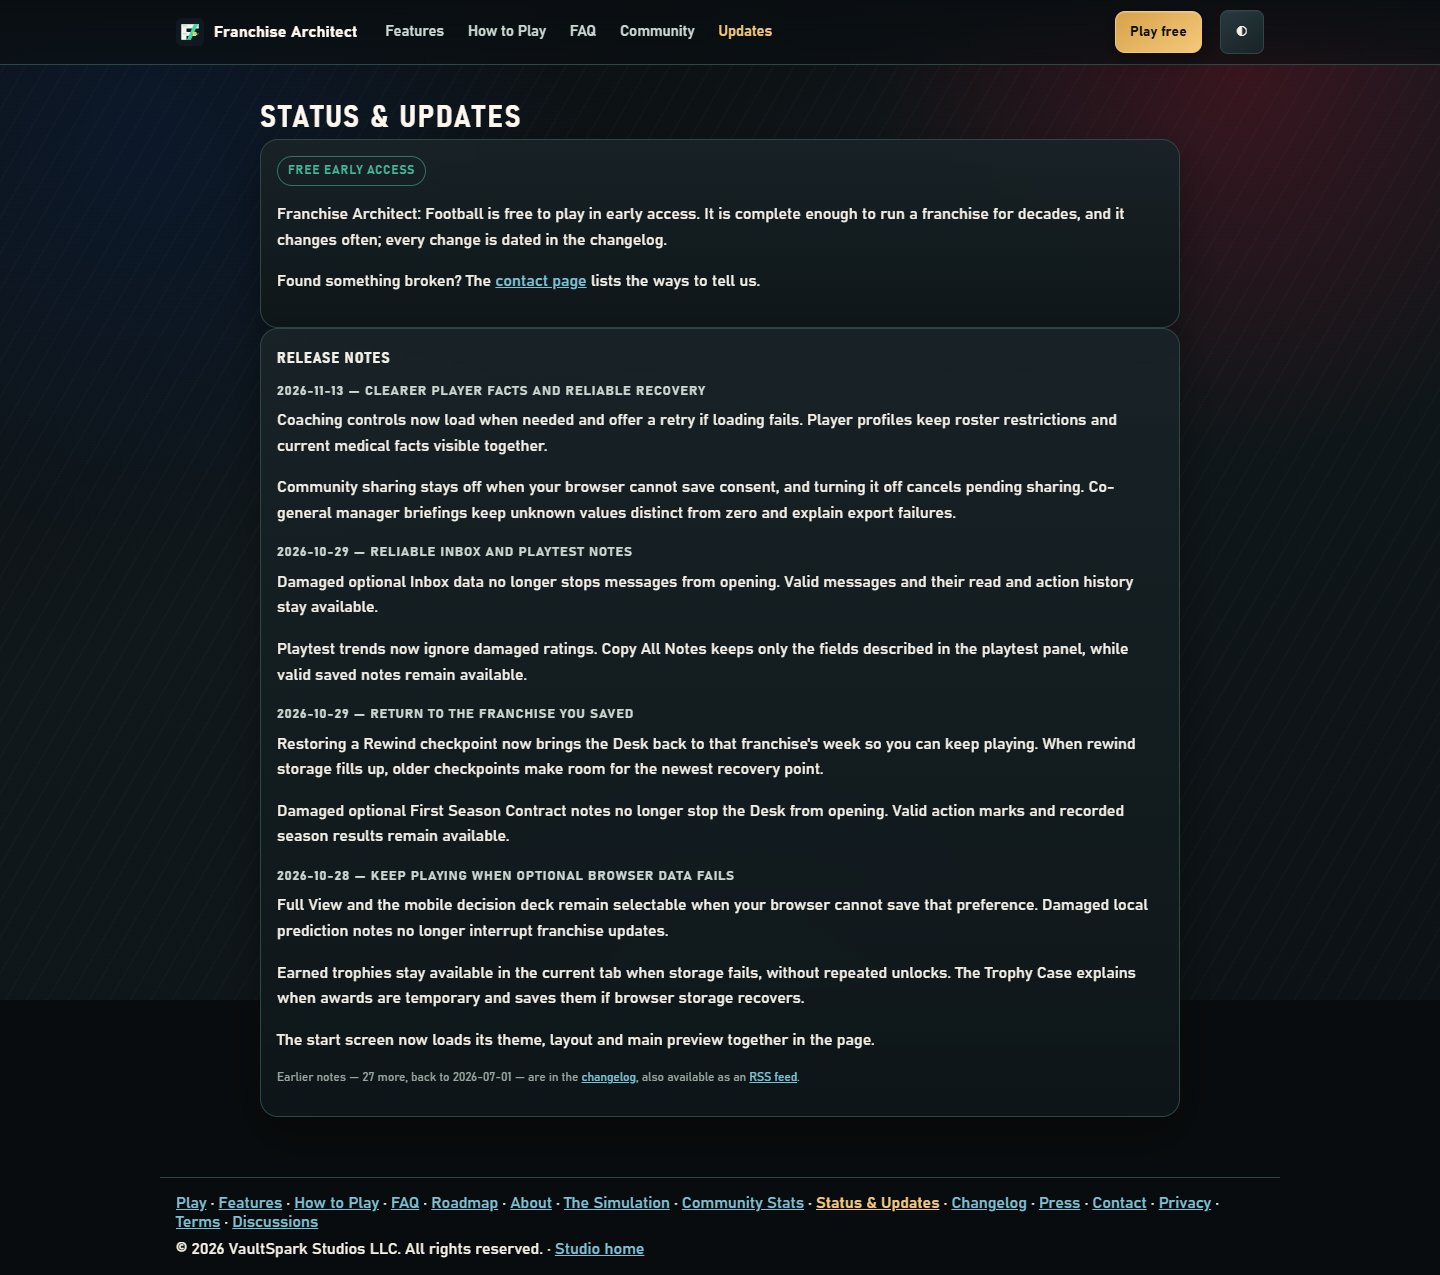 Franchise Architect Features How to Play FAQ Community Updates Play free
STATUS & UPDATES
FREE EARLY ACCESS
Franchise Architect: Football is free to play in early access. It is complete enough to run a franchise for decades, and it
changes often; every change is dated in the changelog.
Found something broken? The contact page lists the ways to tell us.
RELEASE NOTES
2026-11-13 — CLEARER PLAYER FACTS AND RELIABLE RECOVERY
Coaching controls now load when needed and offer a retry if loading fails. Player profiles keep roster restrictions and
current medical facts visible together.
Community sharing stays off when your browser cannot save consent, and turning it off cancels pending sharing. Co-
general manager briefings keep unknown values distinct from zero and explain export failures.
2026-10-29 — RELIABLE INBOX AND PLAYTEST NOTES
Damaged optional Inbox data no longer stops messages from opening. Valid messages and their read and action history
stay available.
Playtest trends now ignore damaged ratings. Copy All Notes keeps only the fields described in the playtest panel, while
valid saved notes remain available.
2026-10-29 — RETURN TO THE FRANCHISE YOU SAVED
Restoring a Rewind checkpoint now brings the Desk back to that franchise's week so you can keep playing. When rewind
storage fills up, older checkpoints make room for the newest recovery point.
Damaged optional First Season Contract notes no longer stop the Desk from opening. Valid action marks and recorded
season results remain available.
2026-10-28 — KEEP PLAYING WHEN OPTIONAL BROWSER DATA FAILS
Full View and the mobile decision deck remain selectable when your browser cannot save that preference. Damaged local
prediction notes no longer interrupt franchise updates.
Earned trophies stay available in the current tab when storage fails, without repeated unlocks. The Trophy Case explains
when awards are temporary and saves them if browser storage recovers.
The start screen now loads its theme, layout and main preview together in the page.
Earlier notes — 27 more, back to 2026-07-01 — are in the changelog, also available as an RSS feed.
Play · Features · How to Play · FAQ · Roadmap · About · The Simulation · Community Stats · Status & Updates · Changelog · Press · Contact · Privacy ·
Terms · Discussions
© 2026 VaultSpark Studios LLC. All rights reserved. · Studio home